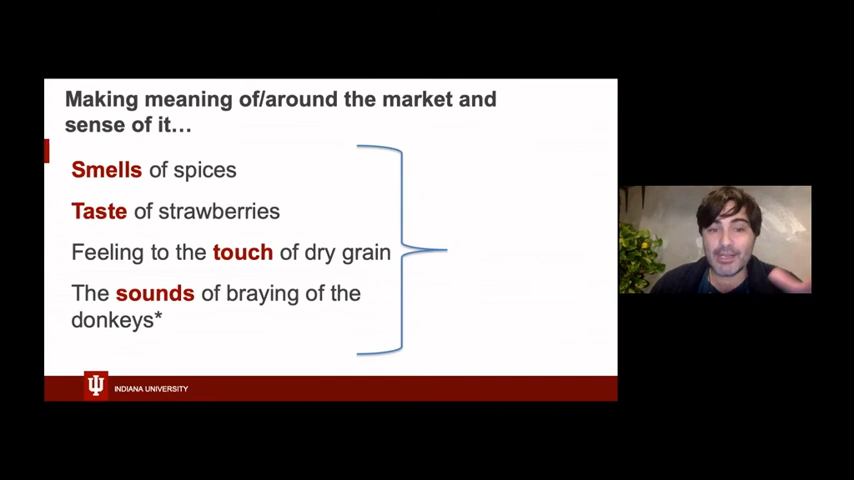 Making meaning of/around the market and
sense of it…
Smells of spices
Taste of strawberries
Feeling to the touch of dry grain
The sounds of braying of the
donkeys*
INDIANA UNIVERSITY